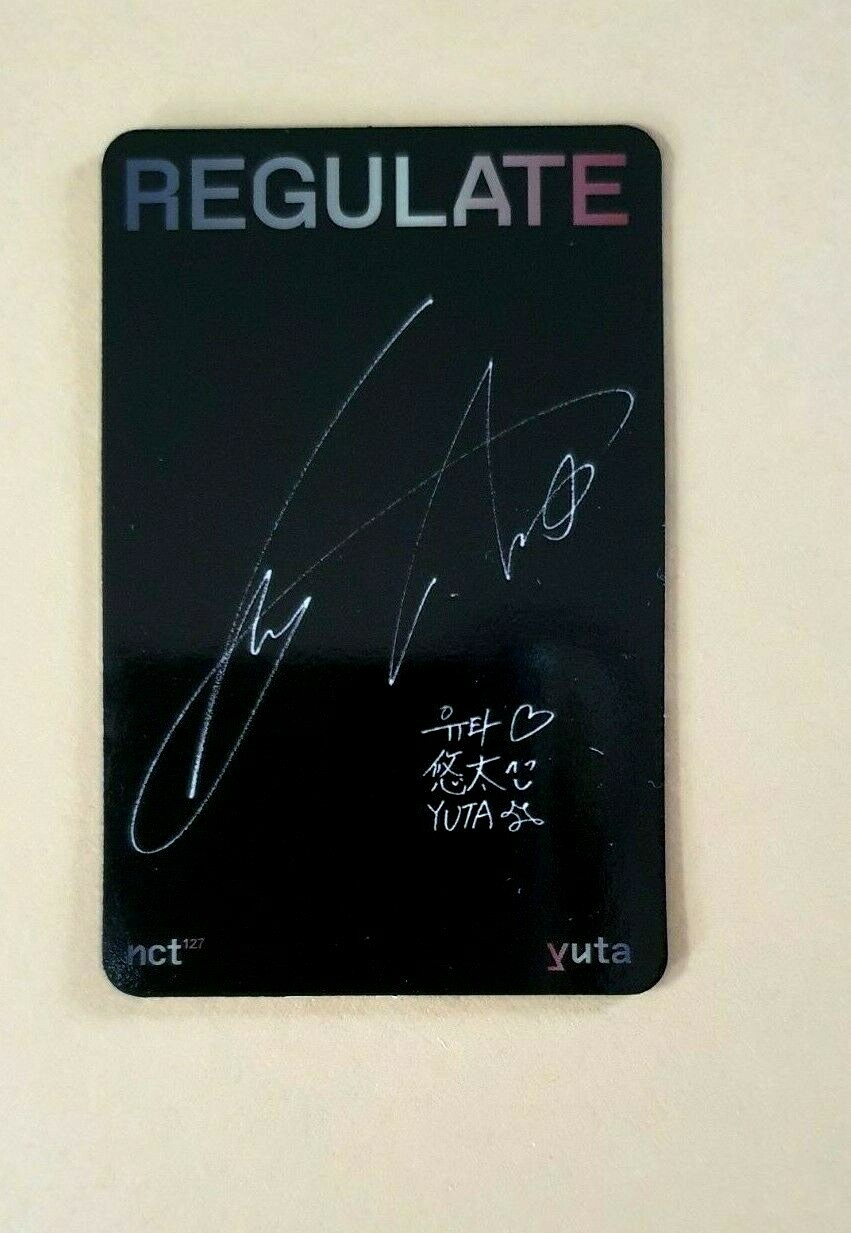 REGULATE
유타♡
悠太
YUTA
nct127
yuta